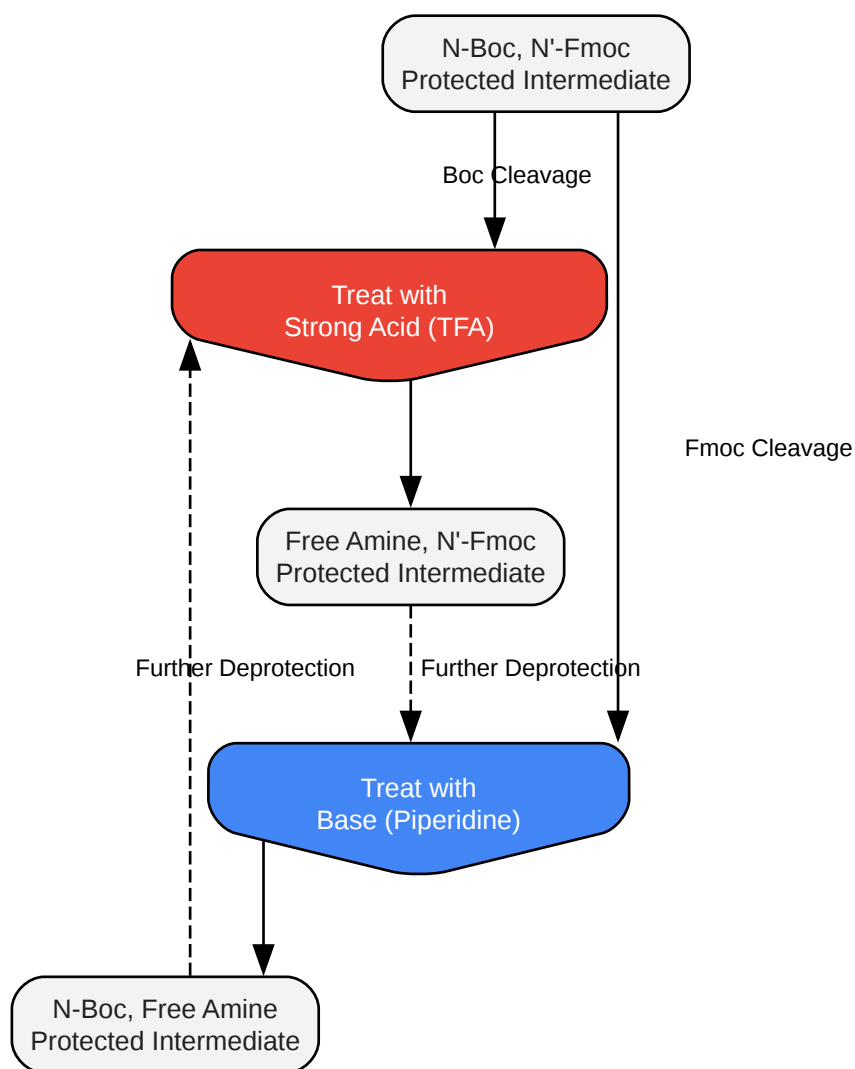 N-Boc, N'-Fmoc
Protected Intermediate
Boc Cleavage
Treat with
Strong Acid (TFA)
Fmoc Cleavage
Free Amine, N'-Fmoc
Protected Intermediate
Further Deprotection
Further Deprotection
Treat with
Base (Piperidine)
N-Boc, Free Amine
Protected Intermediate